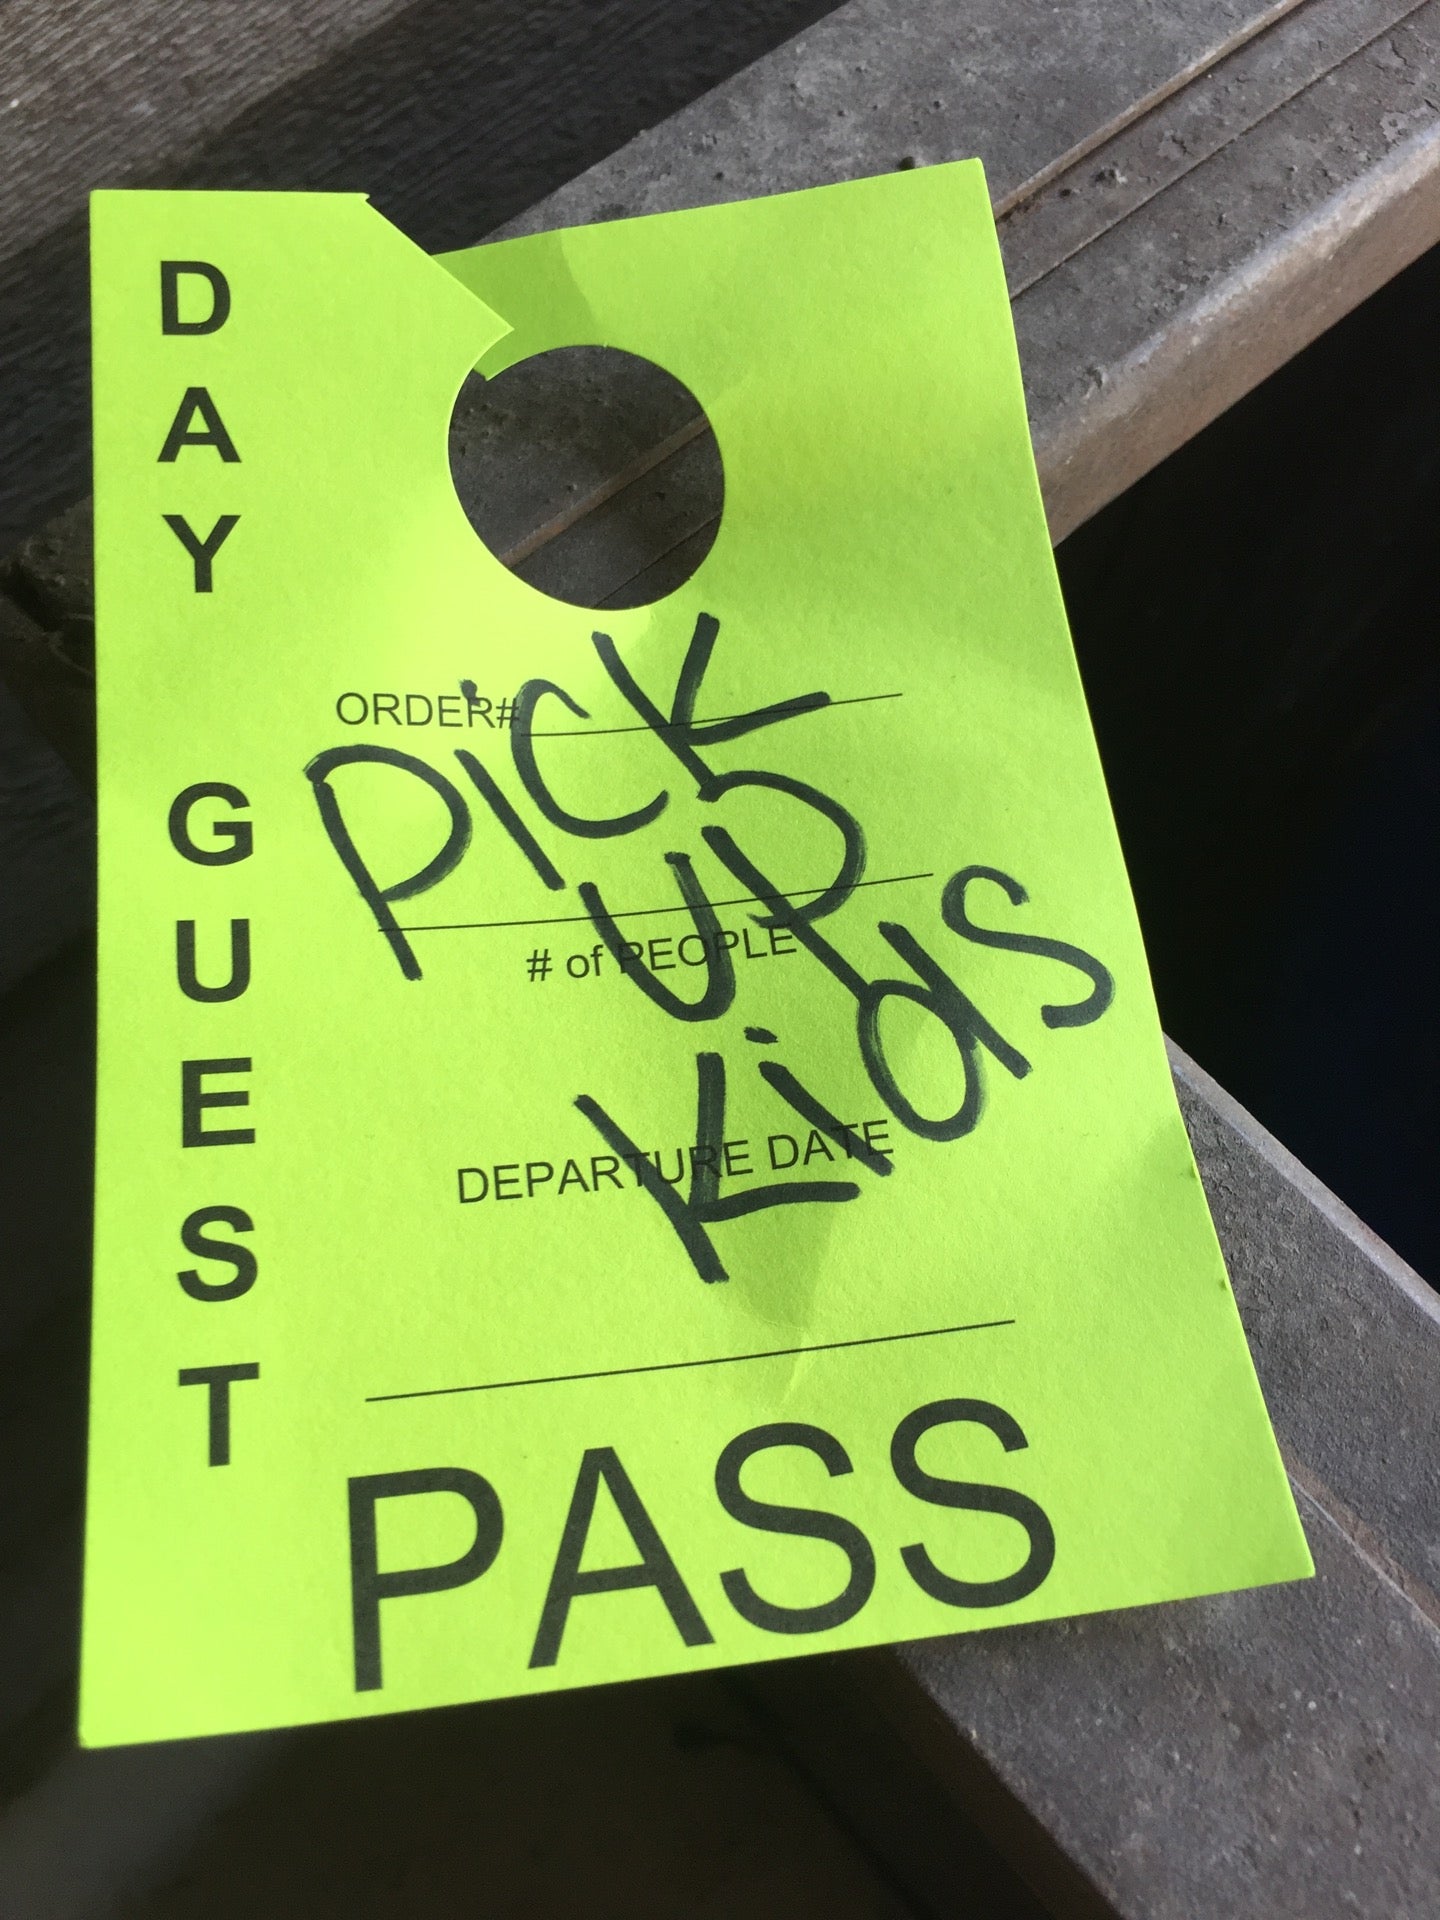 DAY GUEST
ORDER#
PiCK
UP
# of PEOPLE
Kids
DEPARTURE DATE
PASS